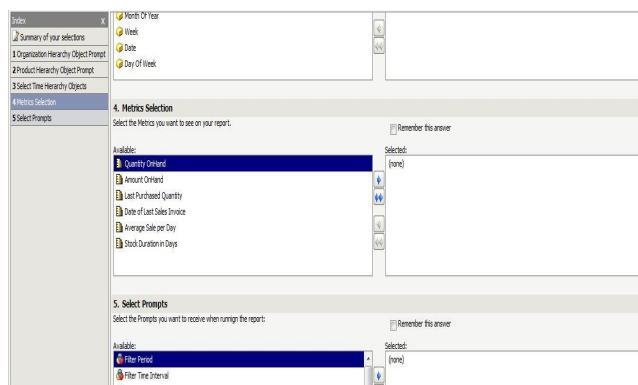 Index X
Summary of your selections
1 Organization Hierarchy Object Prompt
2 Product Hierarchy Object Prompt
3 Select Time Hierarchy Objects
4 Metrics Selection
5 Select Prompts
Month Of Year
Week
Date
Day Of Week
4. Metrics Selection
Select the Metrics you want to see on your report.
Remember this answer
Available:
Selected:
Quantity OnHand
(none)
Amount OnHand
Last Purchased Quantity
Date of Last Sales Invoice
Average Sale per Day
Stock Duration in Days
5. Select Prompts
Select the Prompts you want to receive when runnign the report:
Remember this answer
Available:
Selected:
Filter Period
(none)
Filter Time Interval